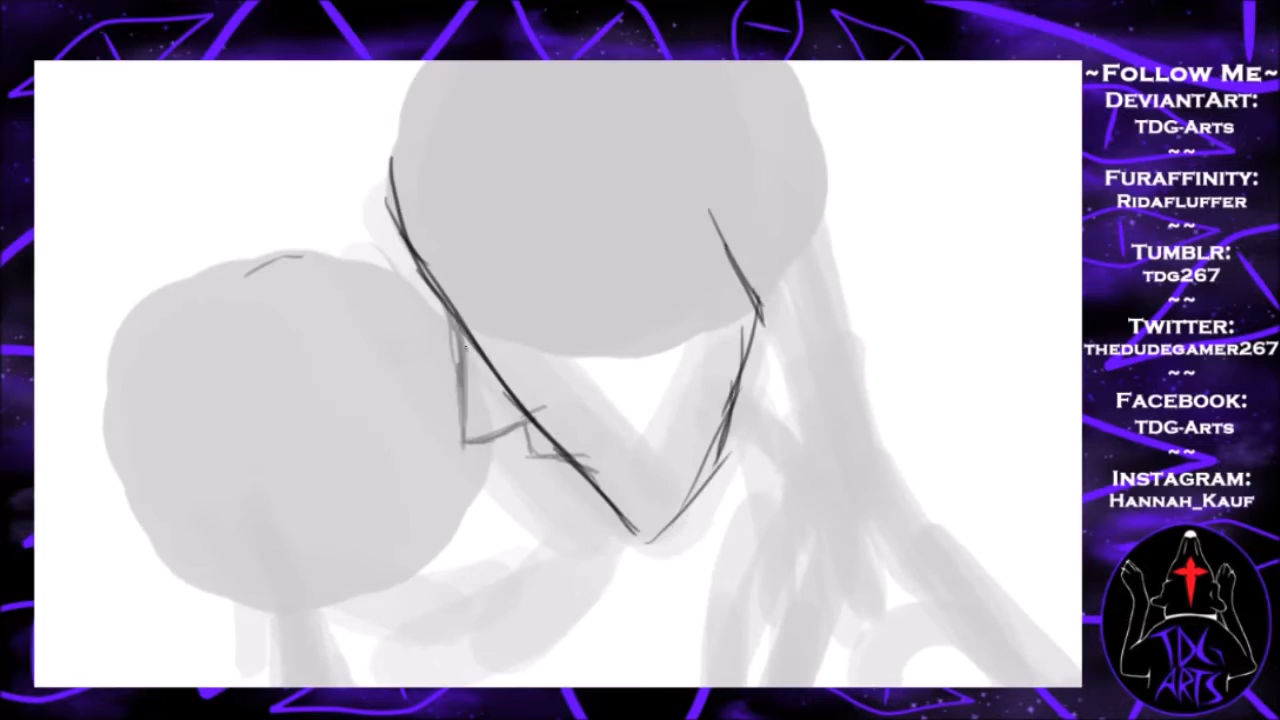 ~Follow Me~
DeviantArt:
TDG-Arts
~~
Furaffinity:
Ridafluffer
~~
Tumblr:
tdg267
~~
Twitter:
thedudegamer267
~~
Facebook:
TDG-Arts
~~
Instagram:
Hannah_Kauf
TDG
ARTS